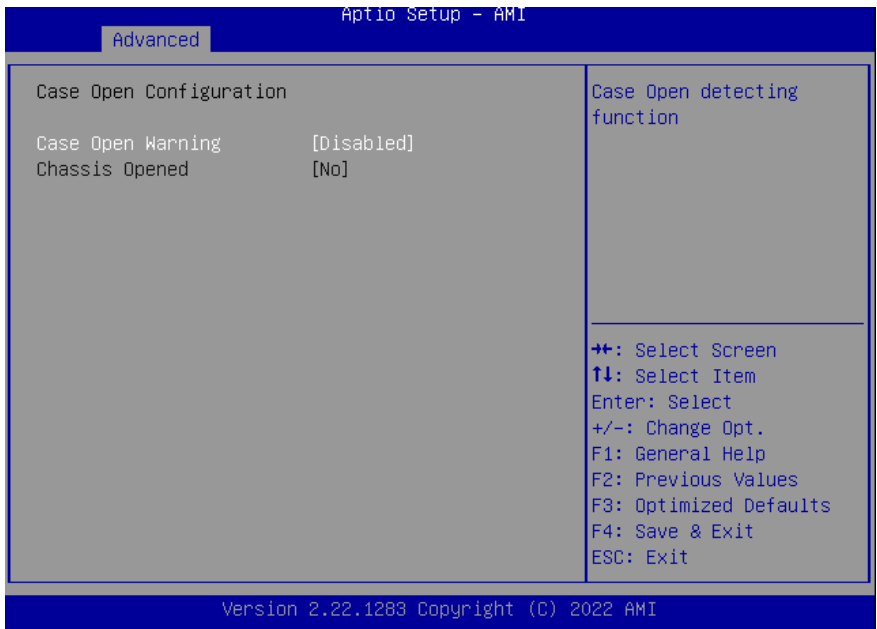 Aptio Setup – AMI
Advanced
Case Open Configuration
Case Open Warning [Disabled]
Chassis Opened [No]
Case Open detecting
function
→←: Select Screen
↑↓: Select Item
Enter: Select
+/-: Change Opt.
F1: General Help
F2: Previous Values
F3: Optimized Defaults
F4: Save & Exit
ESC: Exit
Version 2.22.1283 Copyright (C) 2022 AMI